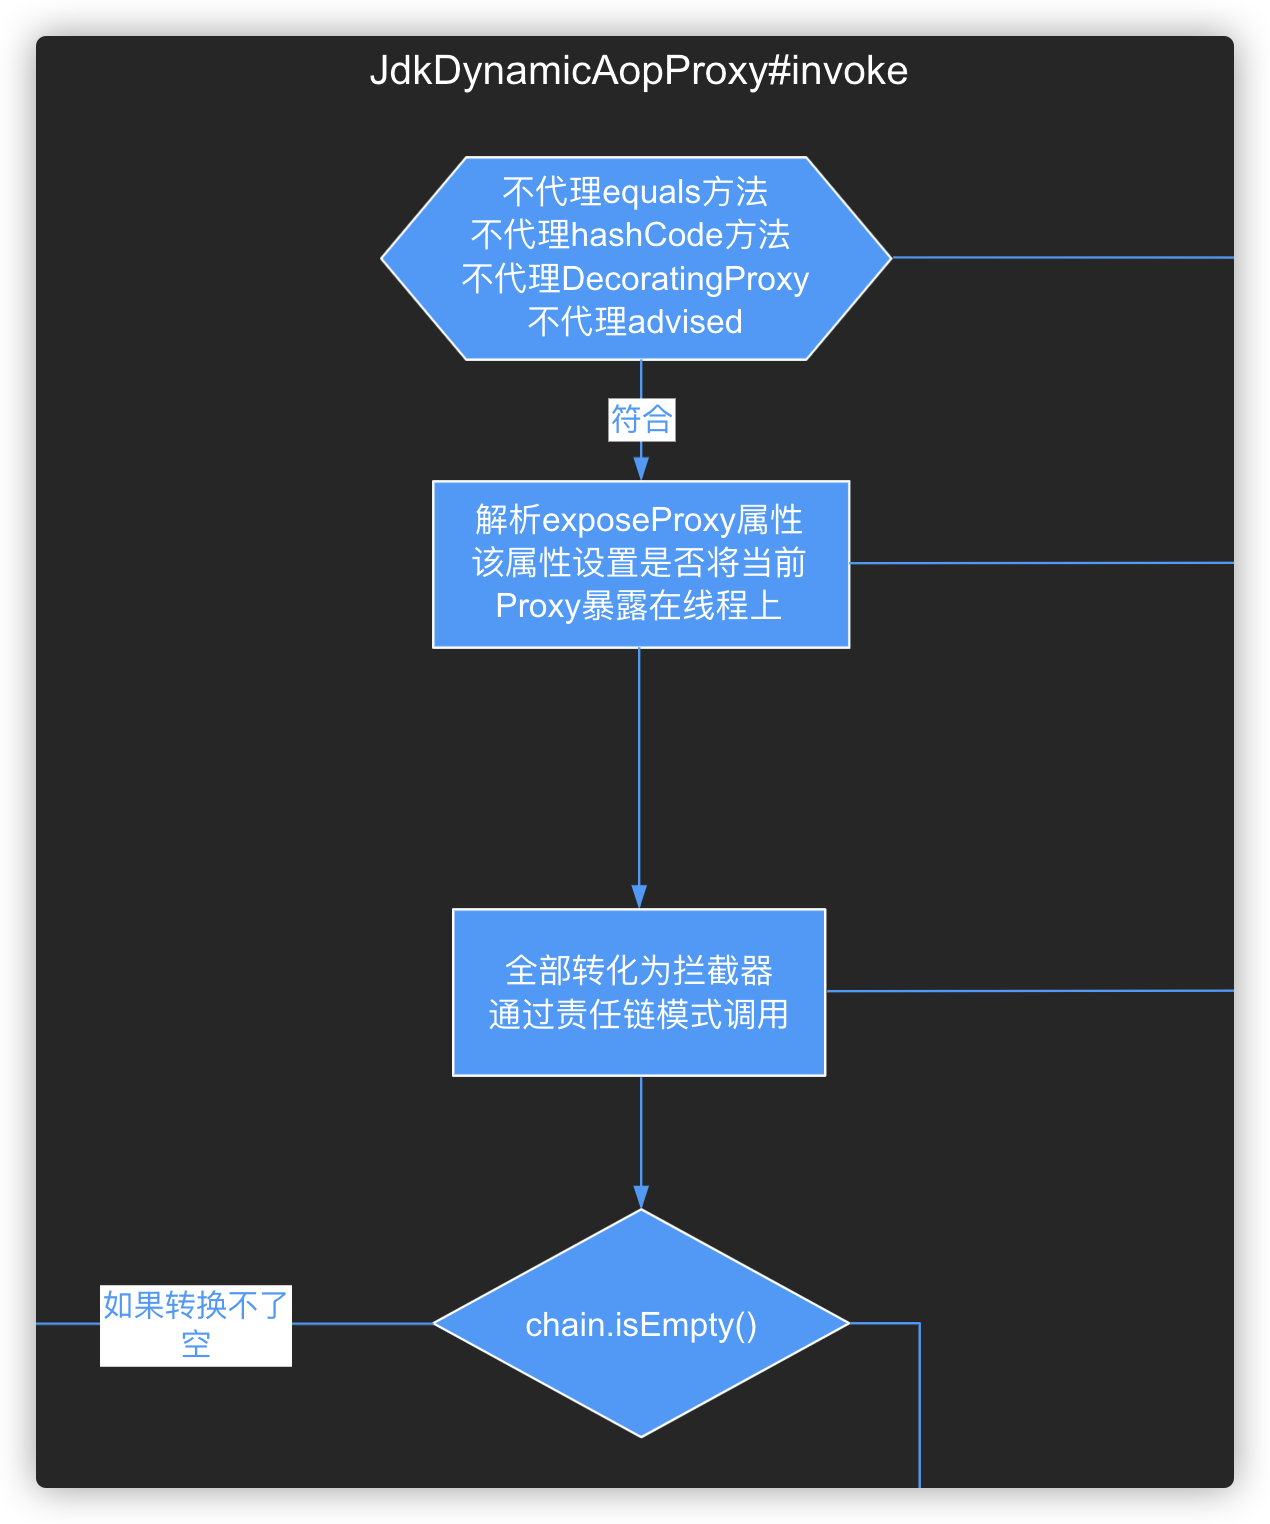 JdkDynamicAopProxy#invoke
不代理equals方法
不代理hashCode方法
不代理DecoratingProxy
不代理advised
符合
解析exposeProxy属性
该属性设置是否将当前
Proxy暴露在线程上
全部转化为拦截器
通过责任链模式调用
如果转换不了
空
chain.isEmpty()